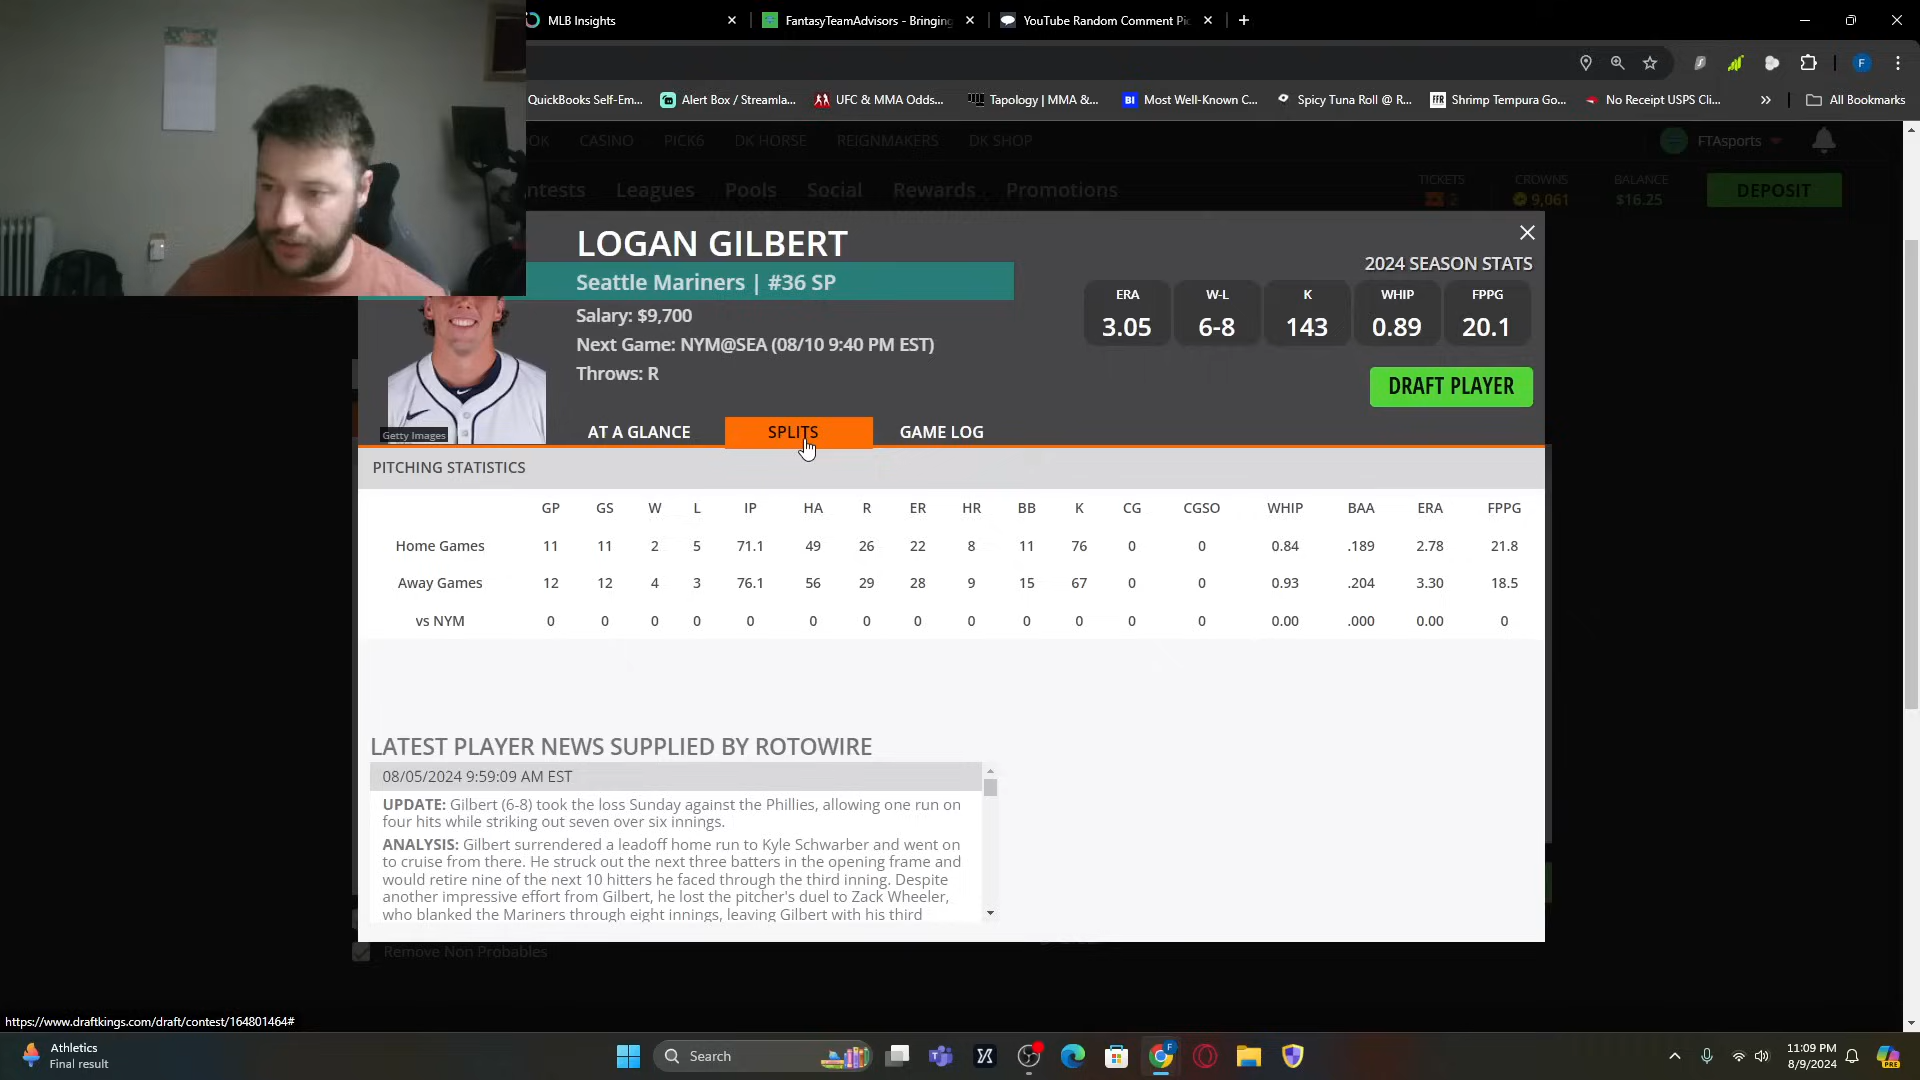 MLB Insights
FantasyTeamAdvisors - Bringing
YouTube Random Comment Pi
F
QuickBooks Self-Em...
Alert Box / Streamla...
UFC & MMA Odds...
Tapology | MMA &...
BI Most Well-Known C...
Spicy Tuna Roll @ R...
FFR Shrimp Tempura Go...
No Receipt USPS Cli...
All Bookmarks
OK CASINO PICK6 DK HORSE REIGNMAKERS DK SHOP
FTAsports
ntests Leagues Pools Social Rewards Promotions
TICKETS CROWNS BALANCE
2 9,061 $16.25
DEPOSIT
LOGAN GILBERT
Seattle Mariners | #36 SP
Salary: $9,700
Next Game: NYM@SEA (08/10 9:40 PM EST)
Throws: R
2024 SEASON STATS
ERA W-L K WHIP FPPG
3.05 6-8 143 0.89 20.1
DRAFT PLAYER
Getty Images
AT A GLANCE SPLITS GAME LOG
PITCHING STATISTICS
GP GS W L IP HA R ER HR BB K CG CGSO WHIP BAA ERA FPPG
Home Games 11 11 2 5 71.1 49 26 22 8 11 76 0 0 0.84 .189 2.78 21.8
Away Games 12 12 4 3 76.1 56 29 28 9 15 67 0 0 0.93 .204 3.30 18.5
vs NYM 0 0 0 0 0 0 0 0 0 0 0 0 0 0.00 .000 0.00 0
LATEST PLAYER NEWS SUPPLIED BY ROTOWIRE
08/05/2024 9:59:09 AM EST
UPDATE: Gilbert (6-8) took the loss Sunday against the Phillies, allowing one run on
four hits while striking out seven over six innings.
ANALYSIS: Gilbert surrendered a leadoff home run to Kyle Schwarber and went on
to cruise from there. He struck out the next three batters in the opening frame and
would retire nine of the next 10 hitters he faced through the third inning. Despite
another impressive effort from Gilbert, he lost the pitcher's duel to Zack Wheeler,
who blanked the Mariners through eight innings, leaving Gilbert with his third
Remove Non Probables
https://www.draftkings.com/draft/contest/164801464#
Athletics
Final result
Search
11:09 PM
8/9/2024
PRE